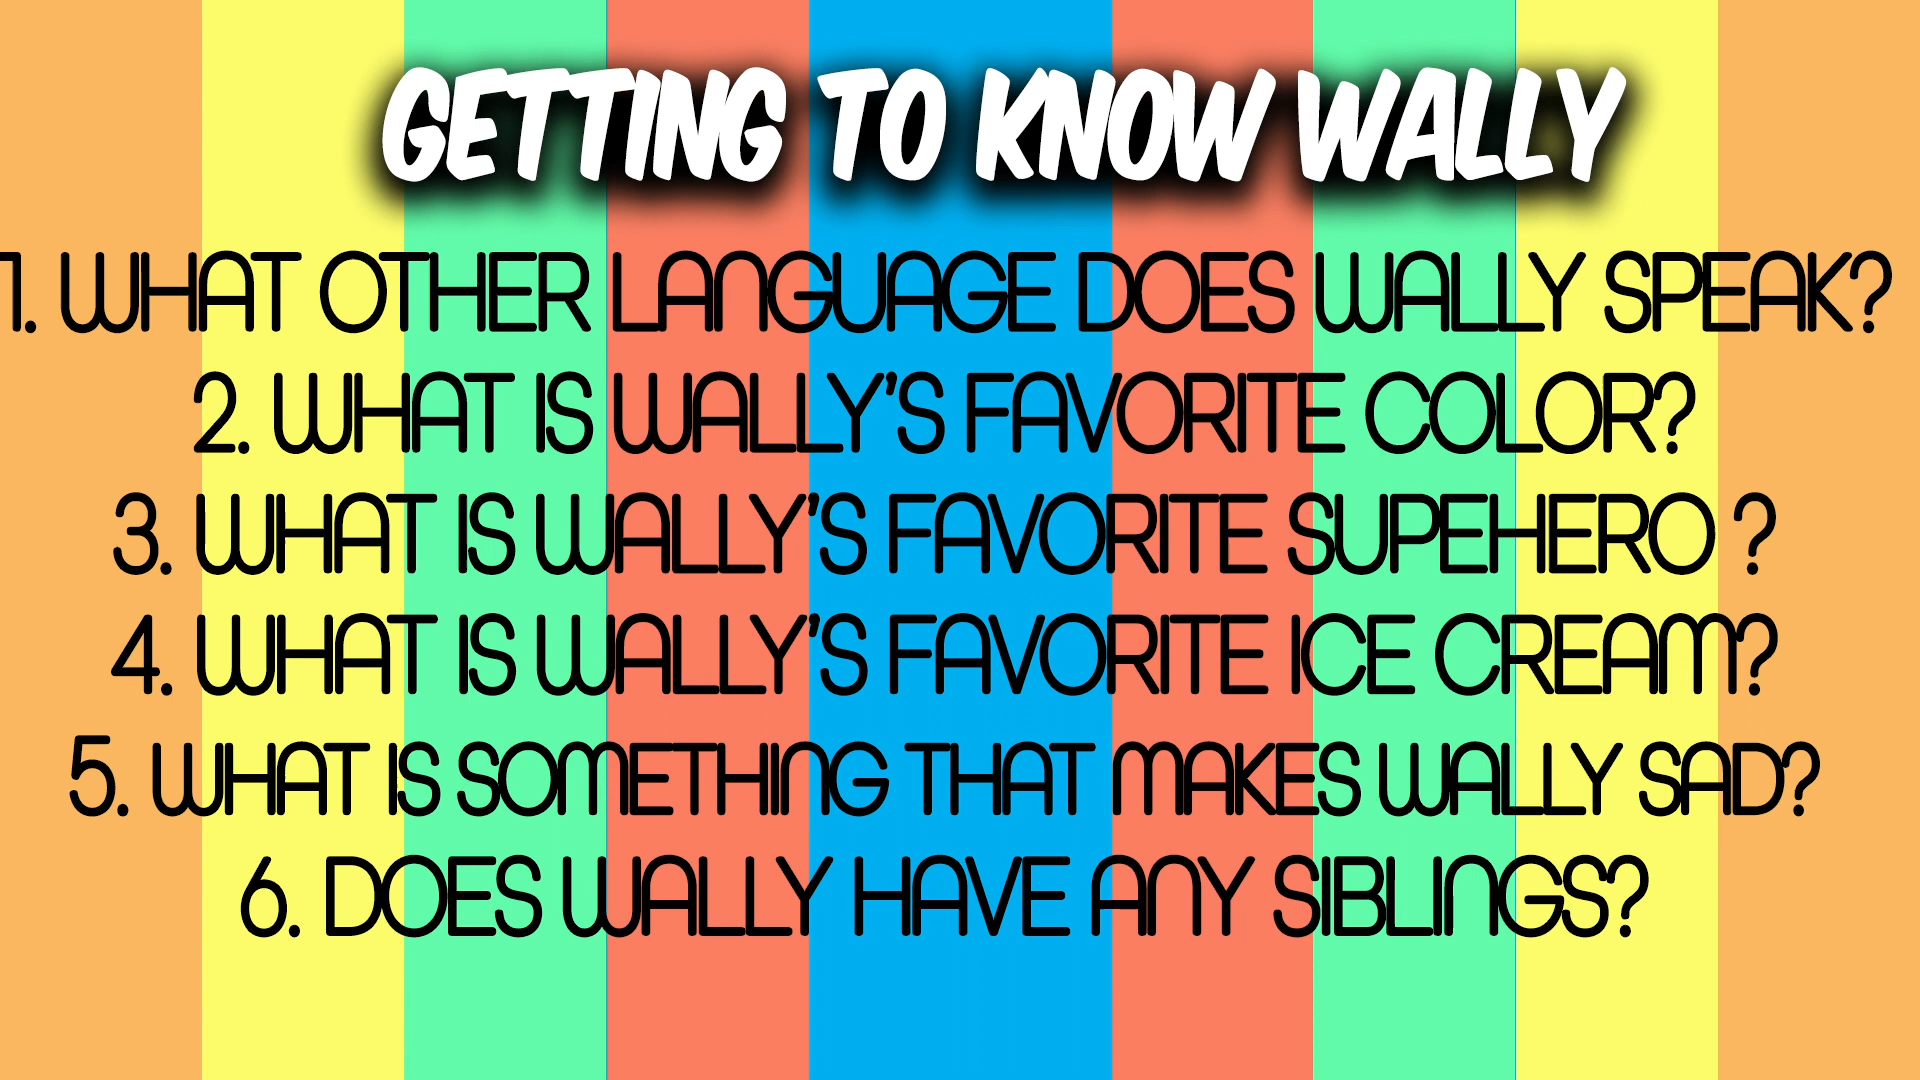 GETTING TO KNOW WALLY
1. WHAT OTHER LANGUAGE DOES WALLY SPEAK?
2. WHAT IS WALLY'S FAVORITE COLOR?
3. WHAT IS WALLY'S FAVORITE SUPEHERO ?
4. WHAT IS WALLY'S FAVORITE ICE CREAM?
5. WHAT IS SOMETHING THAT MAKES WALLY SAD?
6. DOES WALLY HAVE ANY SIBLINGS?